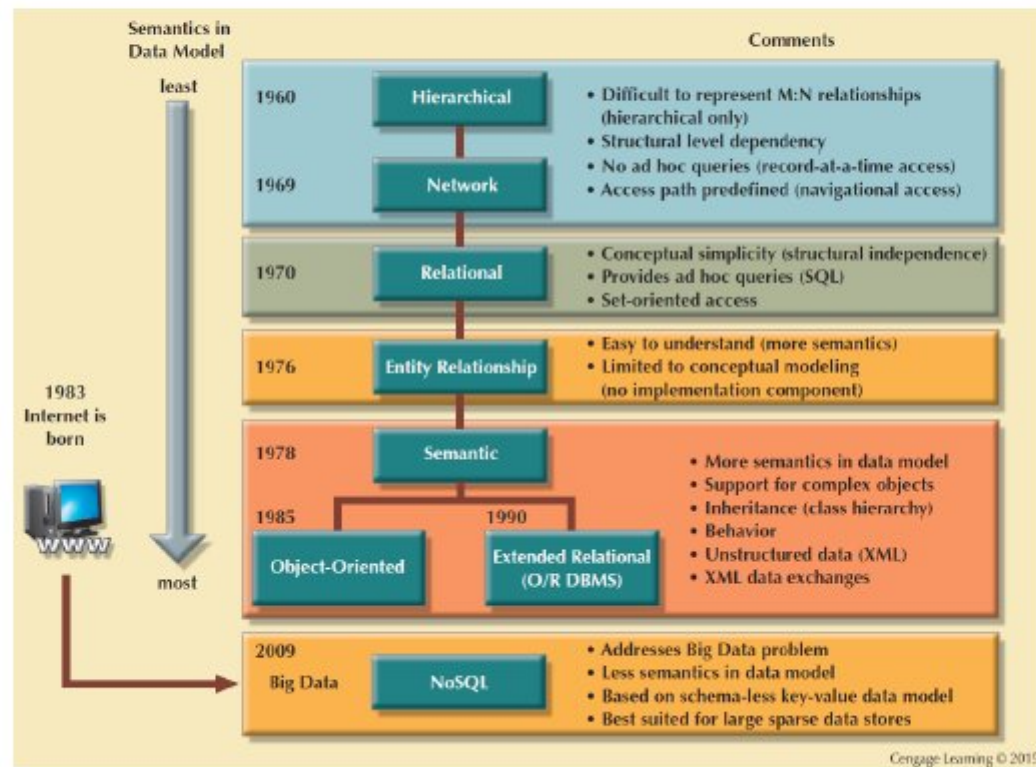 Semantics in
Data Model
Comments
least
1960
Hierarchical
• Difficult to represent M:N relationships
(hierarchical only)
• Structural level dependency
• No ad hoc queries (record-at-a-time access)
• Access path predefined (navigational access)
1969
Network
1970
Relational
• Conceptual simplicity (structural independence)
• Provides ad hoc queries (SQL)
• Set-oriented access
1976
Entity Relationship
• Easy to understand (more semantics)
• Limited to conceptual modeling
(no implementation component)
1983
Internet is
born
WWW
1978
Semantic
1985
Object-Oriented
1990
Extended Relational
(O/R DBMS)
• More semantics in data model
• Support for complex objects
• Inheritance (class hierarchy)
• Behavior
• Unstructured data (XML)
• XML data exchanges
most
2009
Big Data
NoSQL
• Addresses Big Data problem
• Less semantics in data model
• Based on schema-less key-value data model
• Best suited for large sparse data stores
Cengage Learning © 2015